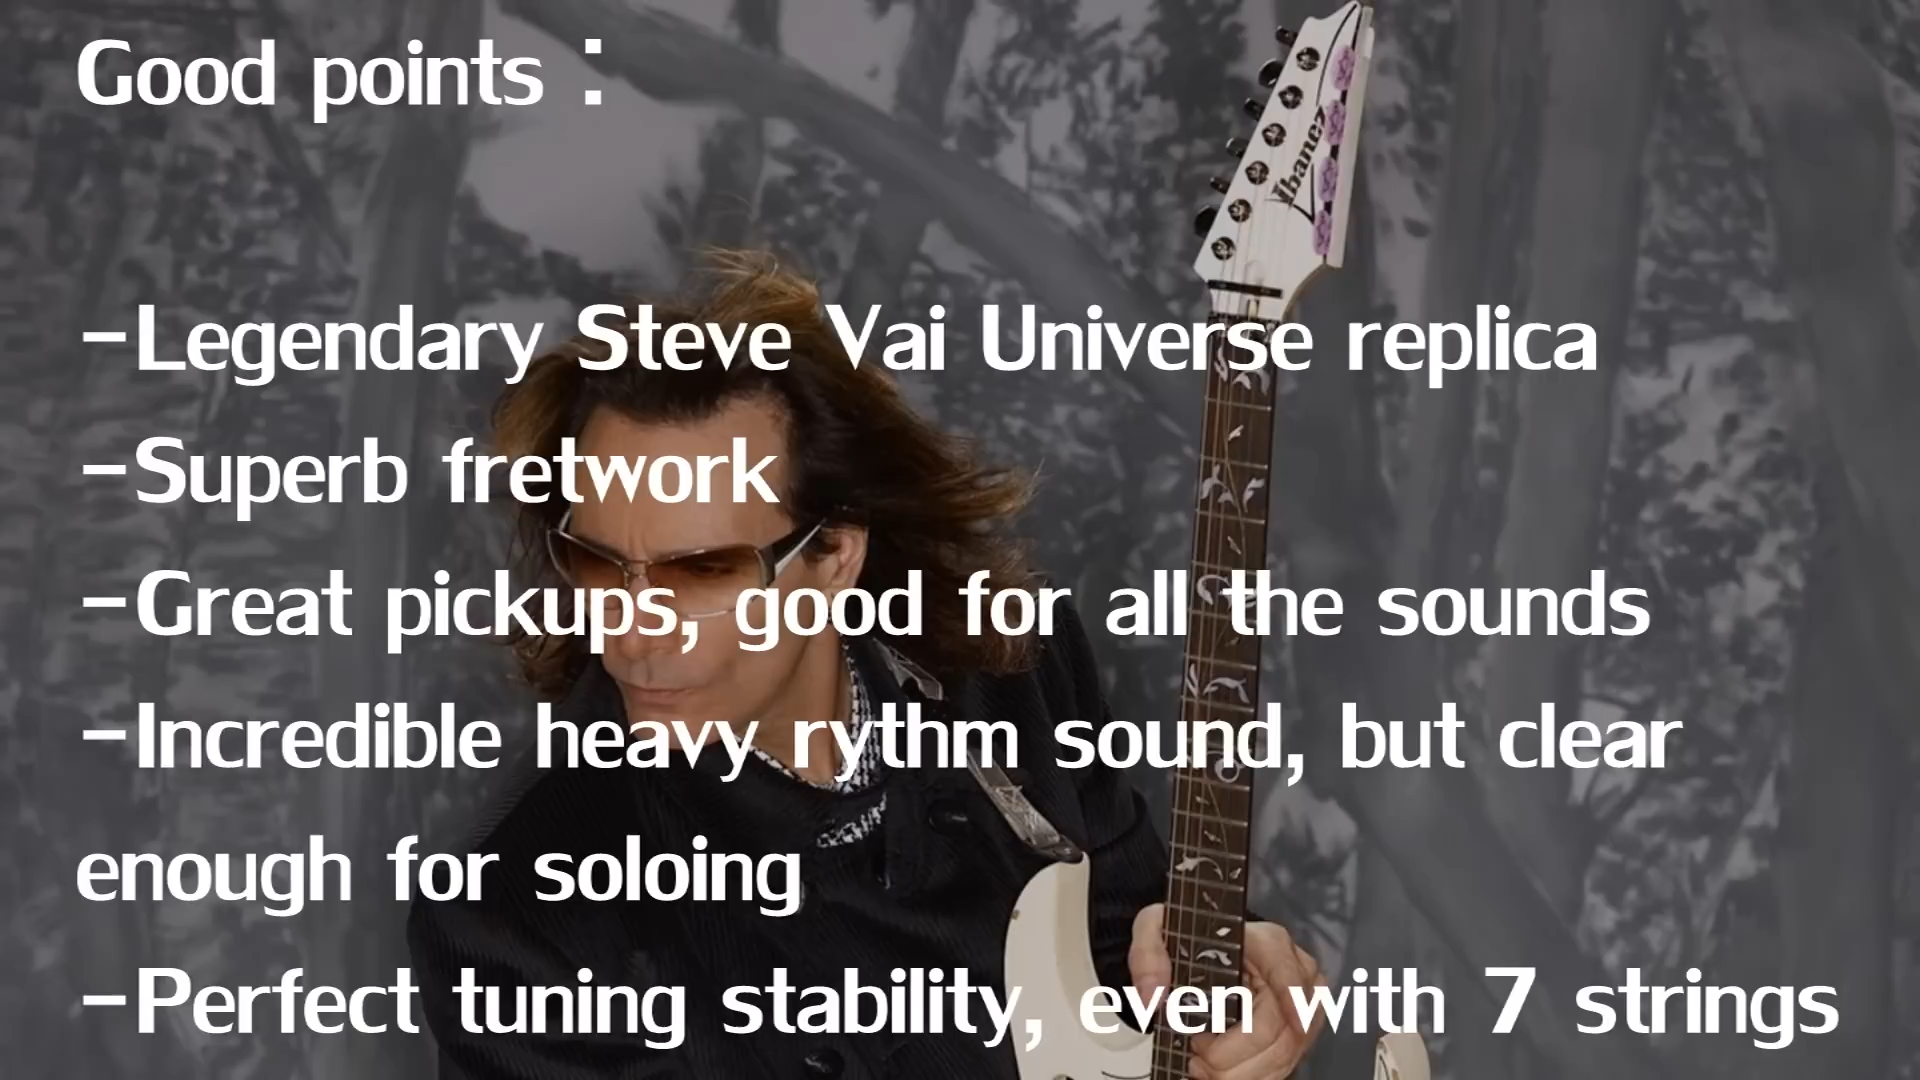 Good points :
-Legendary Steve Vai Universe replica
-Superb fretwork
-Great pickups, good for all the sounds
-Incredible heavy rythm sound, but clear
enough for soloing
-Perfect tuning stability, even with 7 strings
Ibanez